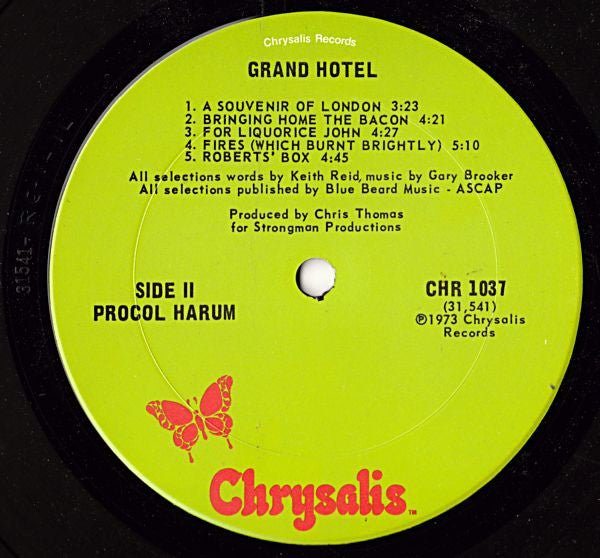 Chrysalis Records
GRAND HOTEL
1. A SOUVENIR OF LONDON 3:23
2. BRINGING HOME THE BACON 4:21
3. FOR LIQUORICE JOHN 4:27
4. FIRES (WHICH BURNT BRIGHTLY) 5:10
5. ROBERTS' BOX 4:45
All selections words by Keith Reid, music by Gary Brooker
All selections published by Blue Beard Music - ASCAP
Produced by Chris Thomas
for Strongman Productions
SIDE II
PROCOL HARUM
CHR 1037
(31,541)
℗1973 Chrysalis
Records
Chrysalis™
31541-